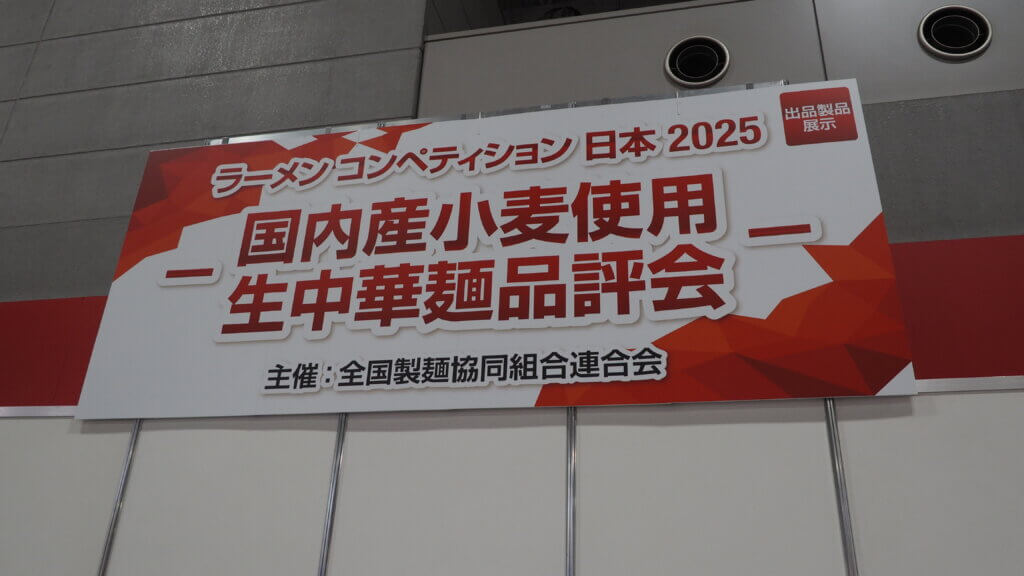 出品製品
展示
ラーメン コンペティション 日本 2025
国内産小麦使用
生中華麺品評会
主催：全国製麺協同組合連合会